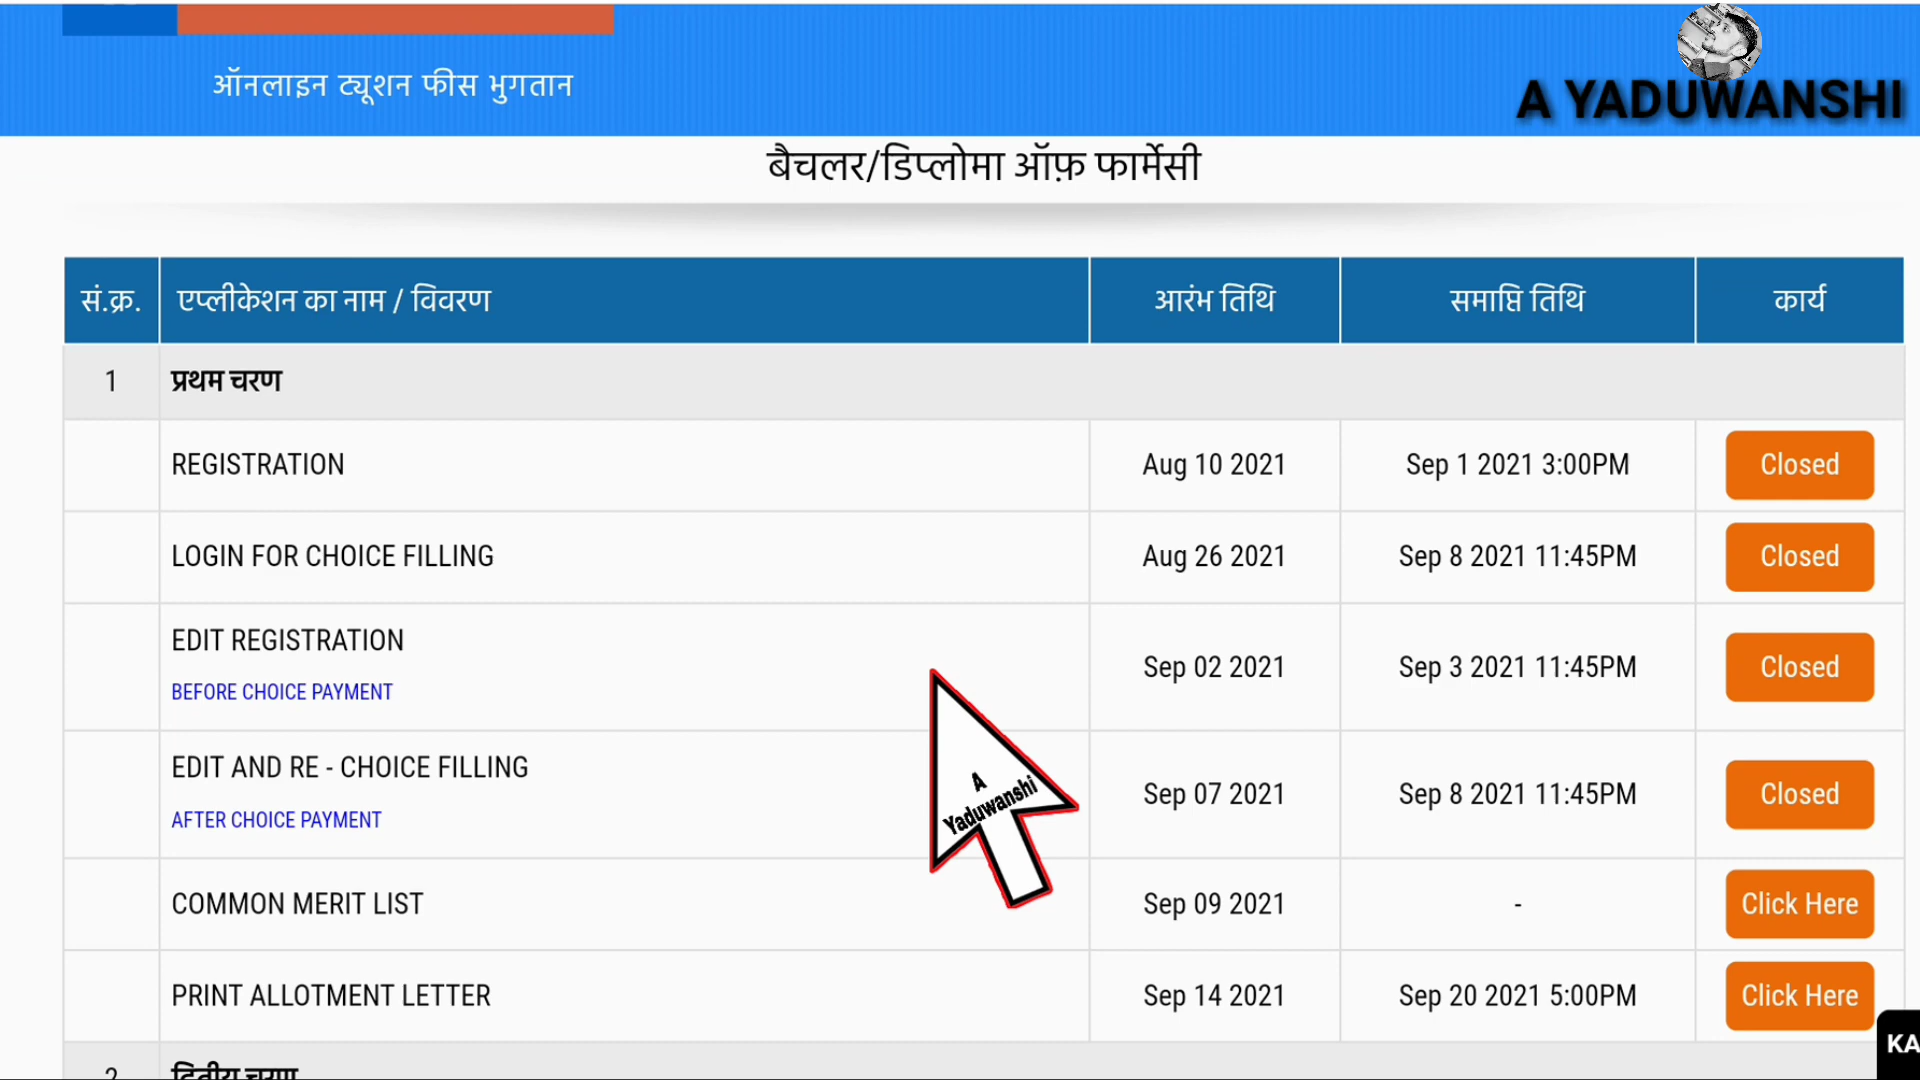 ऑनलाइन ट्यूशन फीस भुगतान
A YADUWANSHI
बैचलर/डिप्लोमा ऑफ़ फार्मेसी
सं.क्र. एप्लीकेशन का नाम / विवरण आरंभ तिथि समाप्ति तिथि कार्य
1 प्रथम चरण
REGISTRATION Aug 10 2021 Sep 1 2021 3:00PM Closed
LOGIN FOR CHOICE FILLING Aug 26 2021 Sep 8 2021 11:45PM Closed
EDIT REGISTRATION
BEFORE CHOICE PAYMENT
Sep 02 2021 Sep 3 2021 11:45PM Closed
EDIT AND RE - CHOICE FILLING
AFTER CHOICE PAYMENT
Sep 07 2021 Sep 8 2021 11:45PM Closed
A
Yaduwanshi
COMMON MERIT LIST Sep 09 2021 - Click Here
PRINT ALLOTMENT LETTER Sep 14 2021 Sep 20 2021 5:00PM Click Here
KA
2 द्वितीय चरण